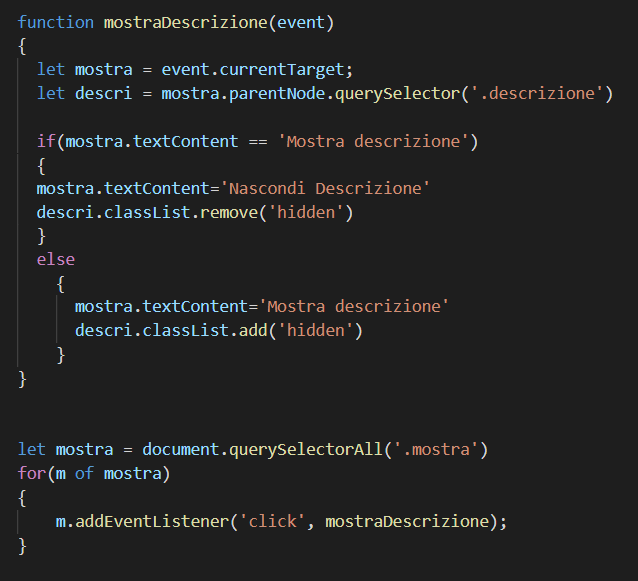 function mostraDescrizione(event)
{
let mostra = event.currentTarget;
let descri = mostra.parentNode.querySelector('.descrizione')
if(mostra.textContent == 'Mostra descrizione')
{
mostra.textContent='Nascondi Descrizione'
descri.classList.remove('hidden')
}
else
{
mostra.textContent='Mostra descrizione'
descri.classList.add('hidden')
}
}
let mostra = document.querySelectorAll('.mostra')
for(m of mostra)
{
m.addEventListener('click', mostraDescrizione);
}